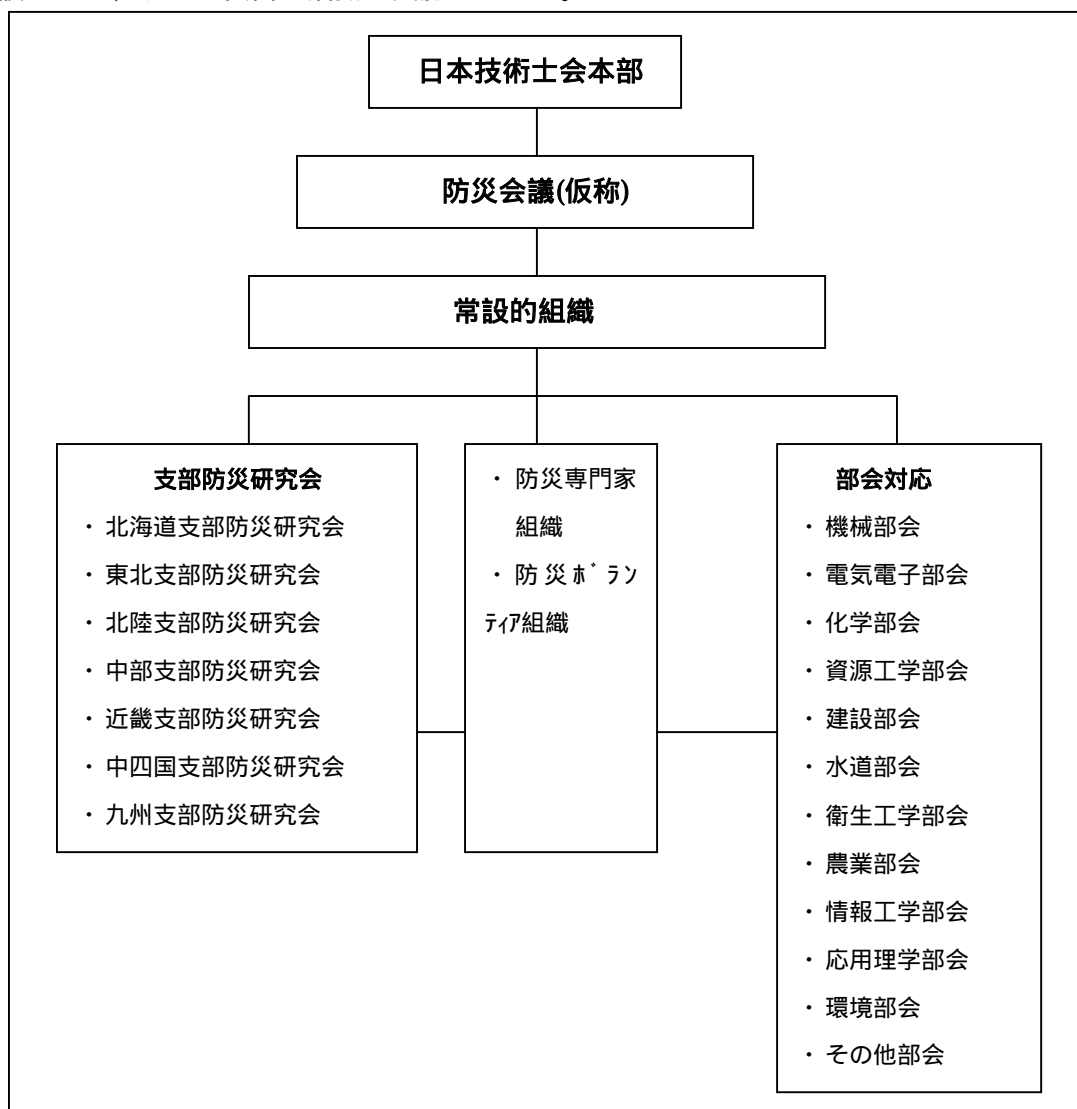 日本技術士会本部
防災会議(仮称)
常設的組織
支部防災研究会
・ 北海道支部防災研究会
・ 東北支部防災研究会
・ 北陸支部防災研究会
・ 中部支部防災研究会
・ 近畿支部防災研究会
・ 中四国支部防災研究会
・ 九州支部防災研究会
・ 防災専門家
組織
・ 防災ﾎﾞﾗﾝ
ﾃｨｱ組織
部会対応
・ 機械部会
・ 電気電子部会
・ 化学部会
・ 資源工学部会
・ 建設部会
・ 水道部会
・ 衛生工学部会
・ 農業部会
・ 情報工学部会
・ 応用理学部会
・ 環境部会
・ その他部会